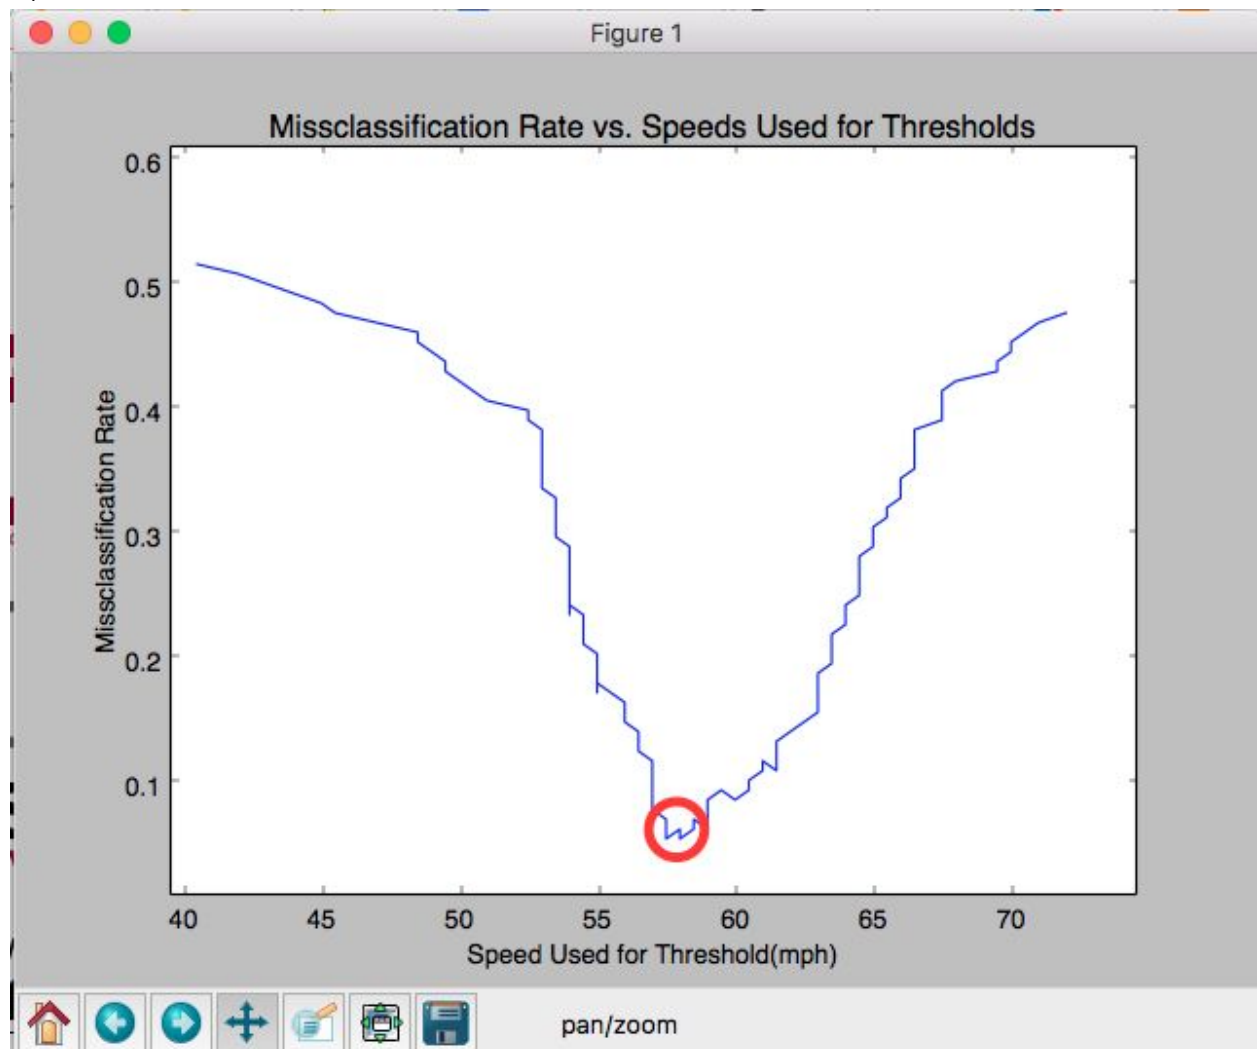 Figure 1
Missclassification Rate vs. Speeds Used for Thresholds
0.6
0.5
0.4
0.3
0.2
0.1
Missclassification Rate
40 45 50 55 60 65 70
Speed Used for Threshold(mph)
pan/zoom